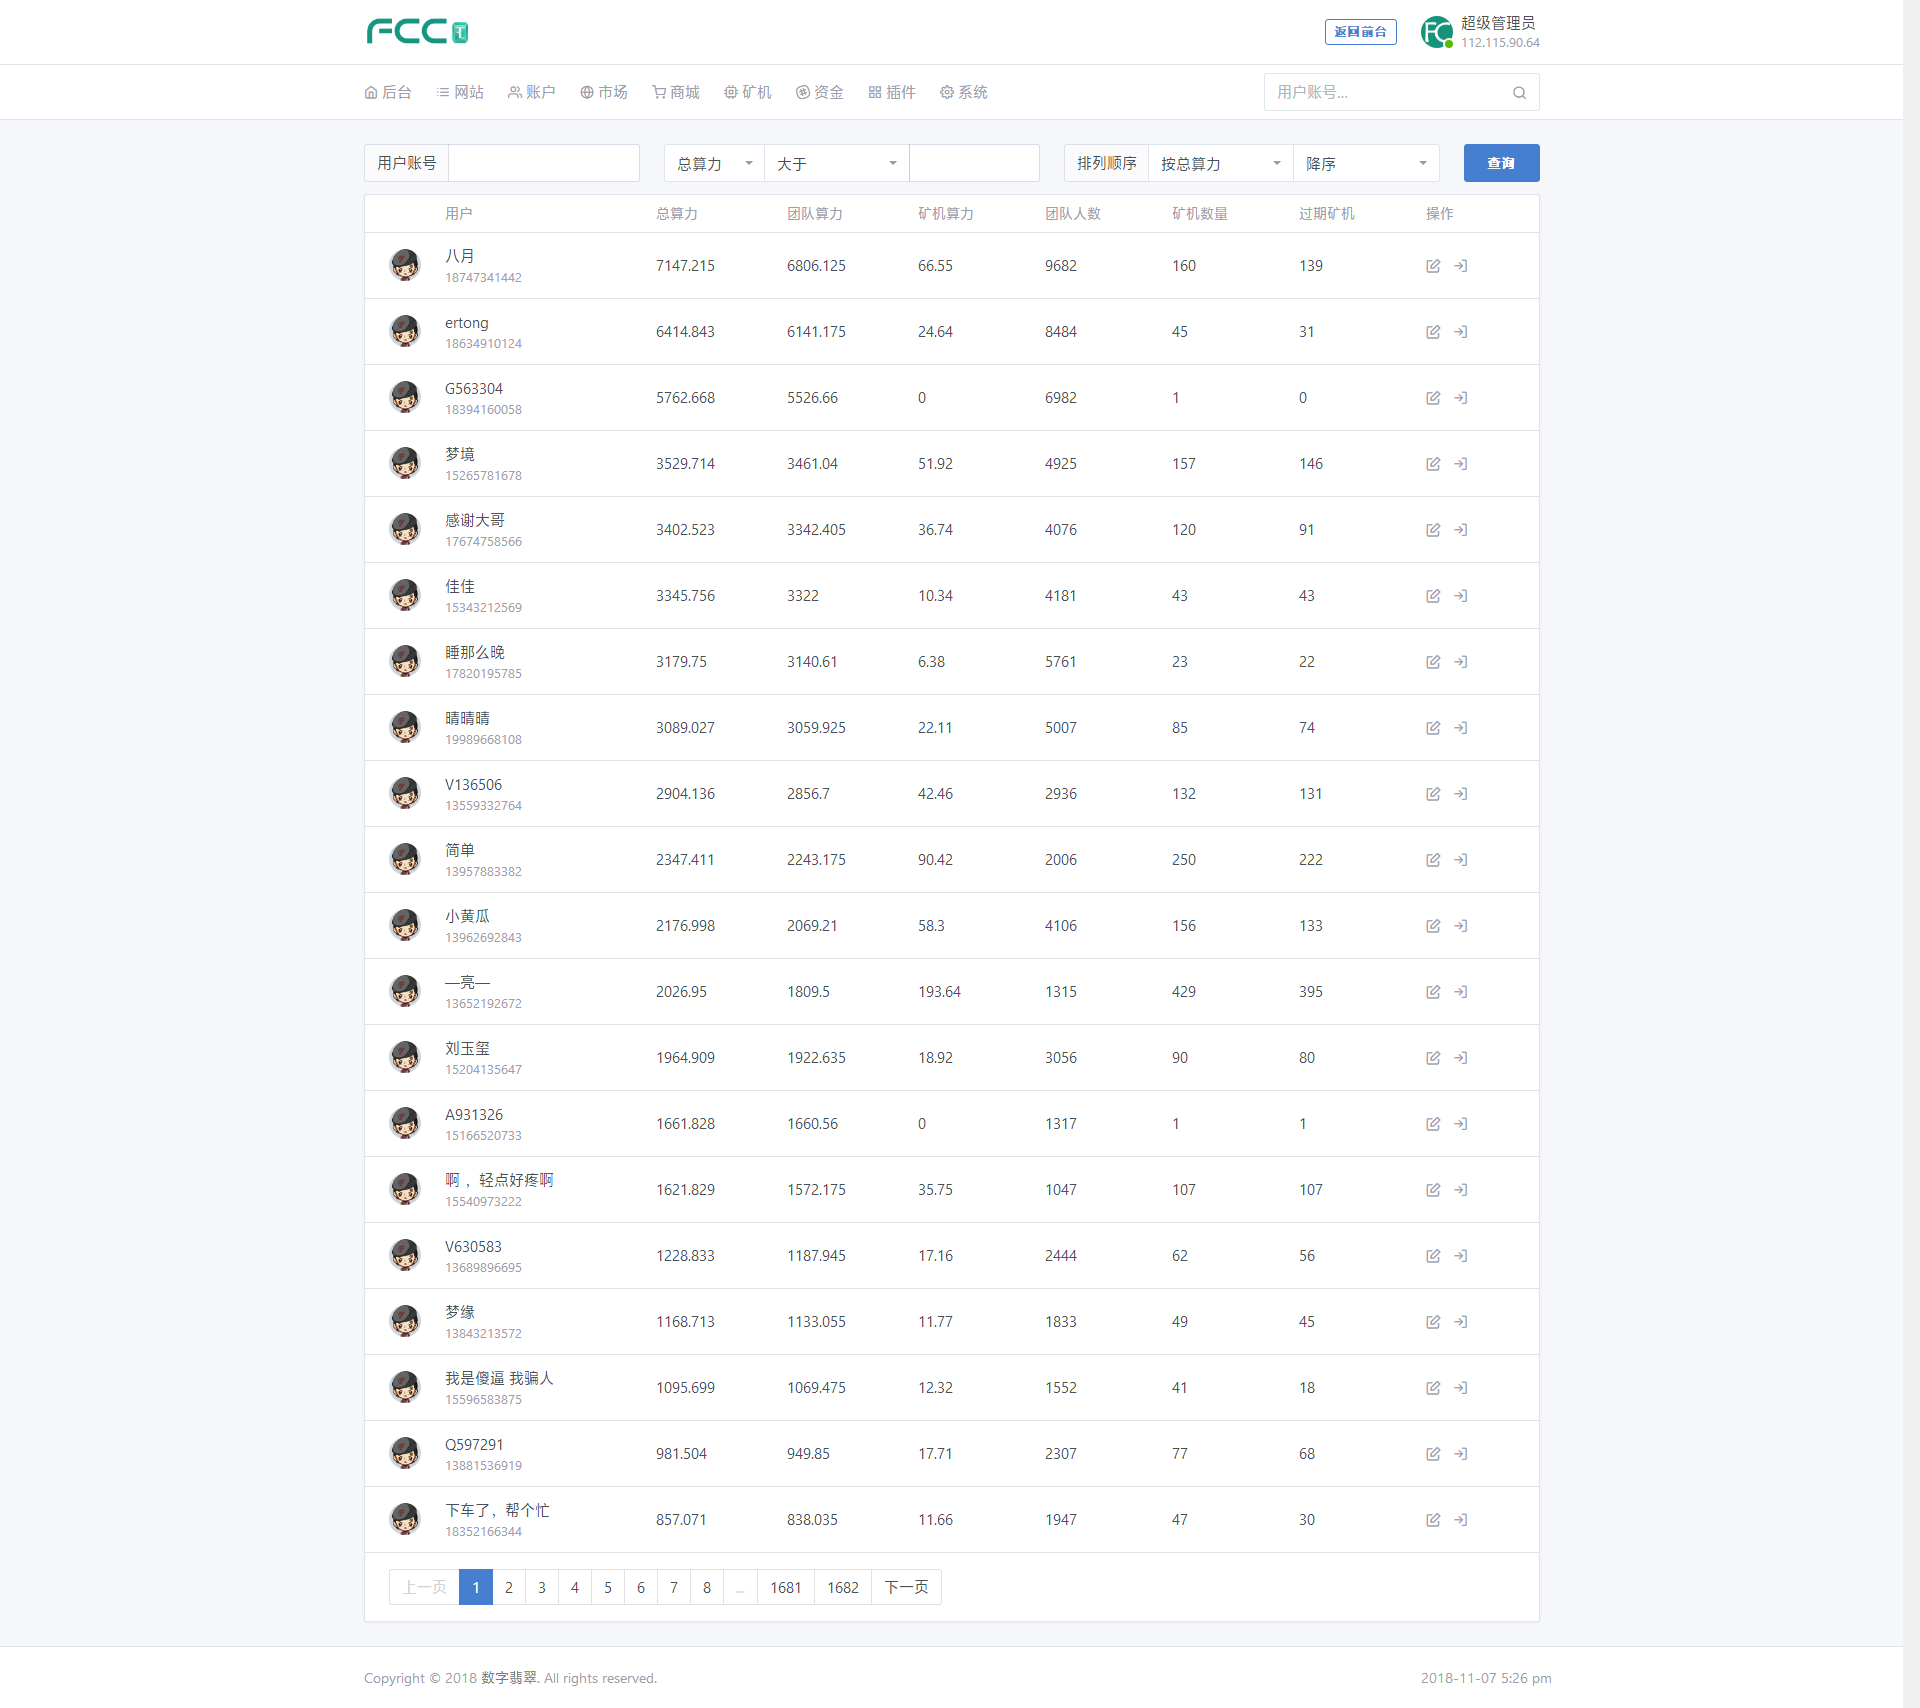 FCC
返回前台
超级管理员
112.115.90.64
后台 网站 账户 市场 商城 矿机 资金 插件 系统
用户账号...
用户账号 总算力 大于 排列顺序 按总算力 降序 查询
用户 总算力 团队算力 矿机算力 团队人数 矿机数量 过期矿机 操作
八月
18747341442
7147.215 6806.125 66.55 9682 160 139
ertong
18634910124
6414.843 6141.175 24.64 8484 45 31
G563304
18394160058
5762.668 5526.66 0 6982 1 0
梦境
15265781678
3529.714 3461.04 51.92 4925 157 146
感谢大哥
17674758566
3402.523 3342.405 36.74 4076 120 91
佳佳
15343212569
3345.756 3322 10.34 4181 43 43
睡那么晚
17820195785
3179.75 3140.61 6.38 5761 23 22
晴晴晴
19989668108
3089.027 3059.925 22.11 5007 85 74
V136506
13559332764
2904.136 2856.7 42.46 2936 132 131
简单
13957883382
2347.411 2243.175 90.42 2006 250 222
小黄瓜
13962692843
2176.998 2069.21 58.3 4106 156 133
—亮—
13652192672
2026.95 1809.5 193.64 1315 429 395
刘玉玺
15204135647
1964.909 1922.635 18.92 3056 90 80
A931326
15166520733
1661.828 1660.56 0 1317 1 1
啊 ，轻点好疼啊
15540973222
1621.829 1572.175 35.75 1047 107 107
V630583
13689896695
1228.833 1187.945 17.16 2444 62 56
梦缘
13843213572
1168.713 1133.055 11.77 1833 49 45
我是傻逼 我骗人
15596583875
1095.699 1069.475 12.32 1552 41 18
Q597291
13881536919
981.504 949.85 17.71 2307 77 68
下车了，帮个忙
18352166344
857.071 838.035 11.66 1947 47 30
上一页 1 2 3 4 5 6 7 8 ... 1681 1682 下一页
Copyright © 2018 数字翡翠. All rights reserved.
2018-11-07 5:26 pm